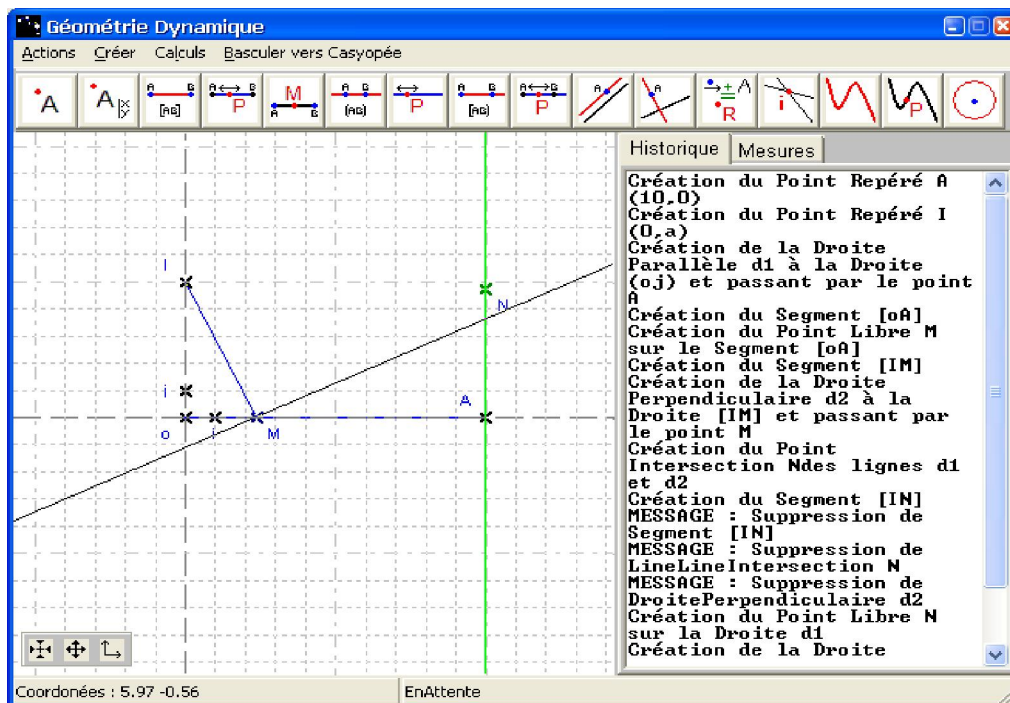 Géométrie Dynamique
Actions Créer Calculs Basculer vers Casyopée
A
A x y
A B [AG]
A B P
M A B
A B (AG)
P
A B [AG]
A B P
A
A
A R
i
P
Historique Mesures
Création du Point Repéré A
(10,0)
Création du Point Repéré I
(0,a)
Création de la Droite
Parallèle d1 à la Droite
(oj) et passant par le point
A
Création du Segment [oA]
Création du Point Libre M
sur le Segment [oA]
Création du Segment [IM]
Création de la Droite
Perpendiculaire d2 à la
Droite [IM] et passant par
le point M
Création du Point
Intersection Ndes lignes d1
et d2
Création du Segment [IN]
MESSAGE : Suppression de
Segment [IN]
MESSAGE : Suppression de
LineLineIntersection N
MESSAGE : Suppression de
DroitePerpendiculaire d2
Création du Point Libre N
sur la Droite d1
Création de la Droite
I
N
i
A
o
M
Coordonées : 5.97 -0.56
EnAttente